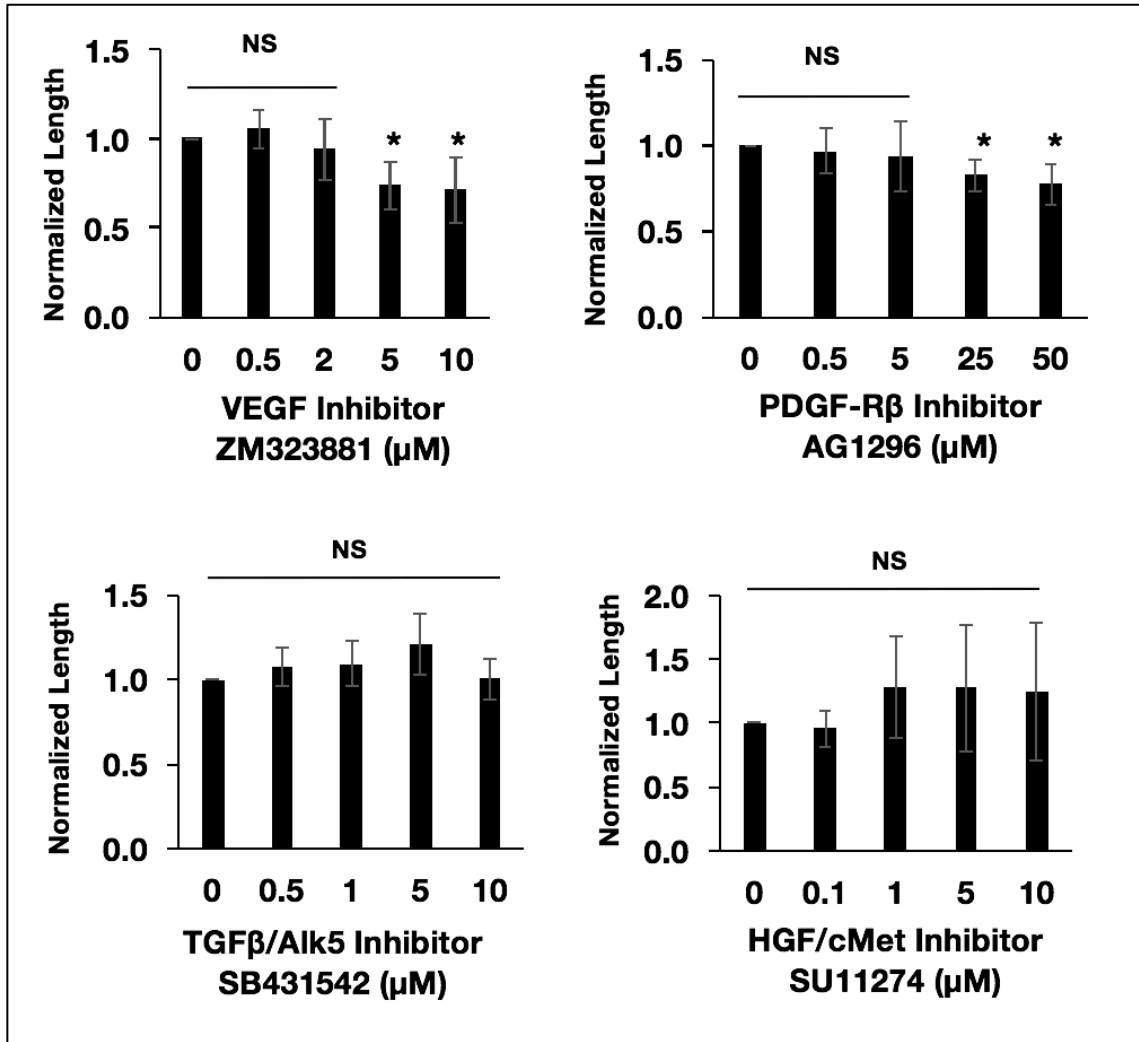 NS
Normalized Length
1.5
1.0
0.5
0.0
* *
0 0.5 2 5 10
VEGF Inhibitor
ZM323881 (μM)
NS
Normalized Length
1.5
1.0
0.5
0.0
* *
0 0.5 5 25 50
PDGF-Rβ Inhibitor
AG1296 (μM)
NS
Normalized Length
1.5
1.0
0.5
0.0
0 0.5 1 5 10
TGFβ/Alk5 Inhibitor
SB431542 (μM)
NS
Normalized Length
2.0
1.5
1.0
0.5
0.0
0 0.1 1 5 10
HGF/cMet Inhibitor
SU11274 (μM)